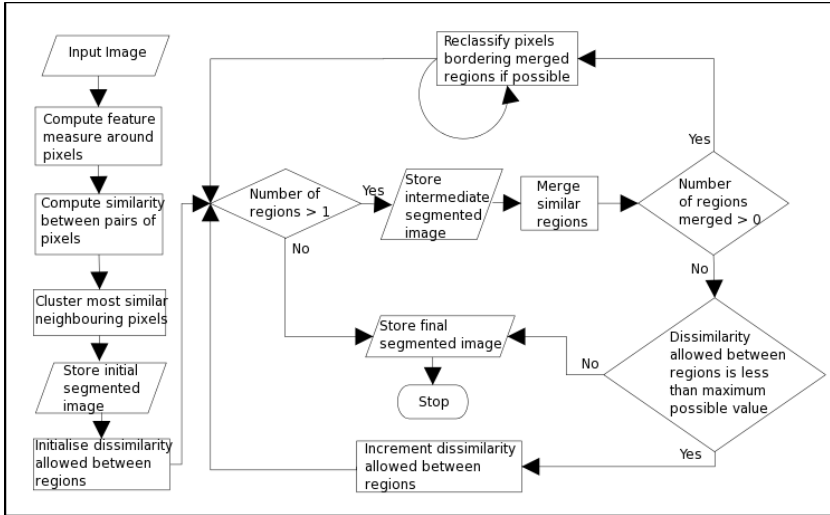 Input Image
Compute feature
measure around
pixels
Compute similarity
between pairs of
pixels
Cluster most similar
neighbouring pixels
Store initial
segmented
image
Initialise dissimilarity
allowed between
regions
Number of
regions > 1
Yes
No
Store
intermediate
segmented
image
Merge
similar
regions
Number
of regions
merged > 0
Yes
No
Reclassify pixels
bordering merged
regions if possible
Dissimilarity
allowed between
regions is less
than maximum
possible value
No
Yes
Store final
segmented image
Stop
Increment dissimilarity
allowed between
regions